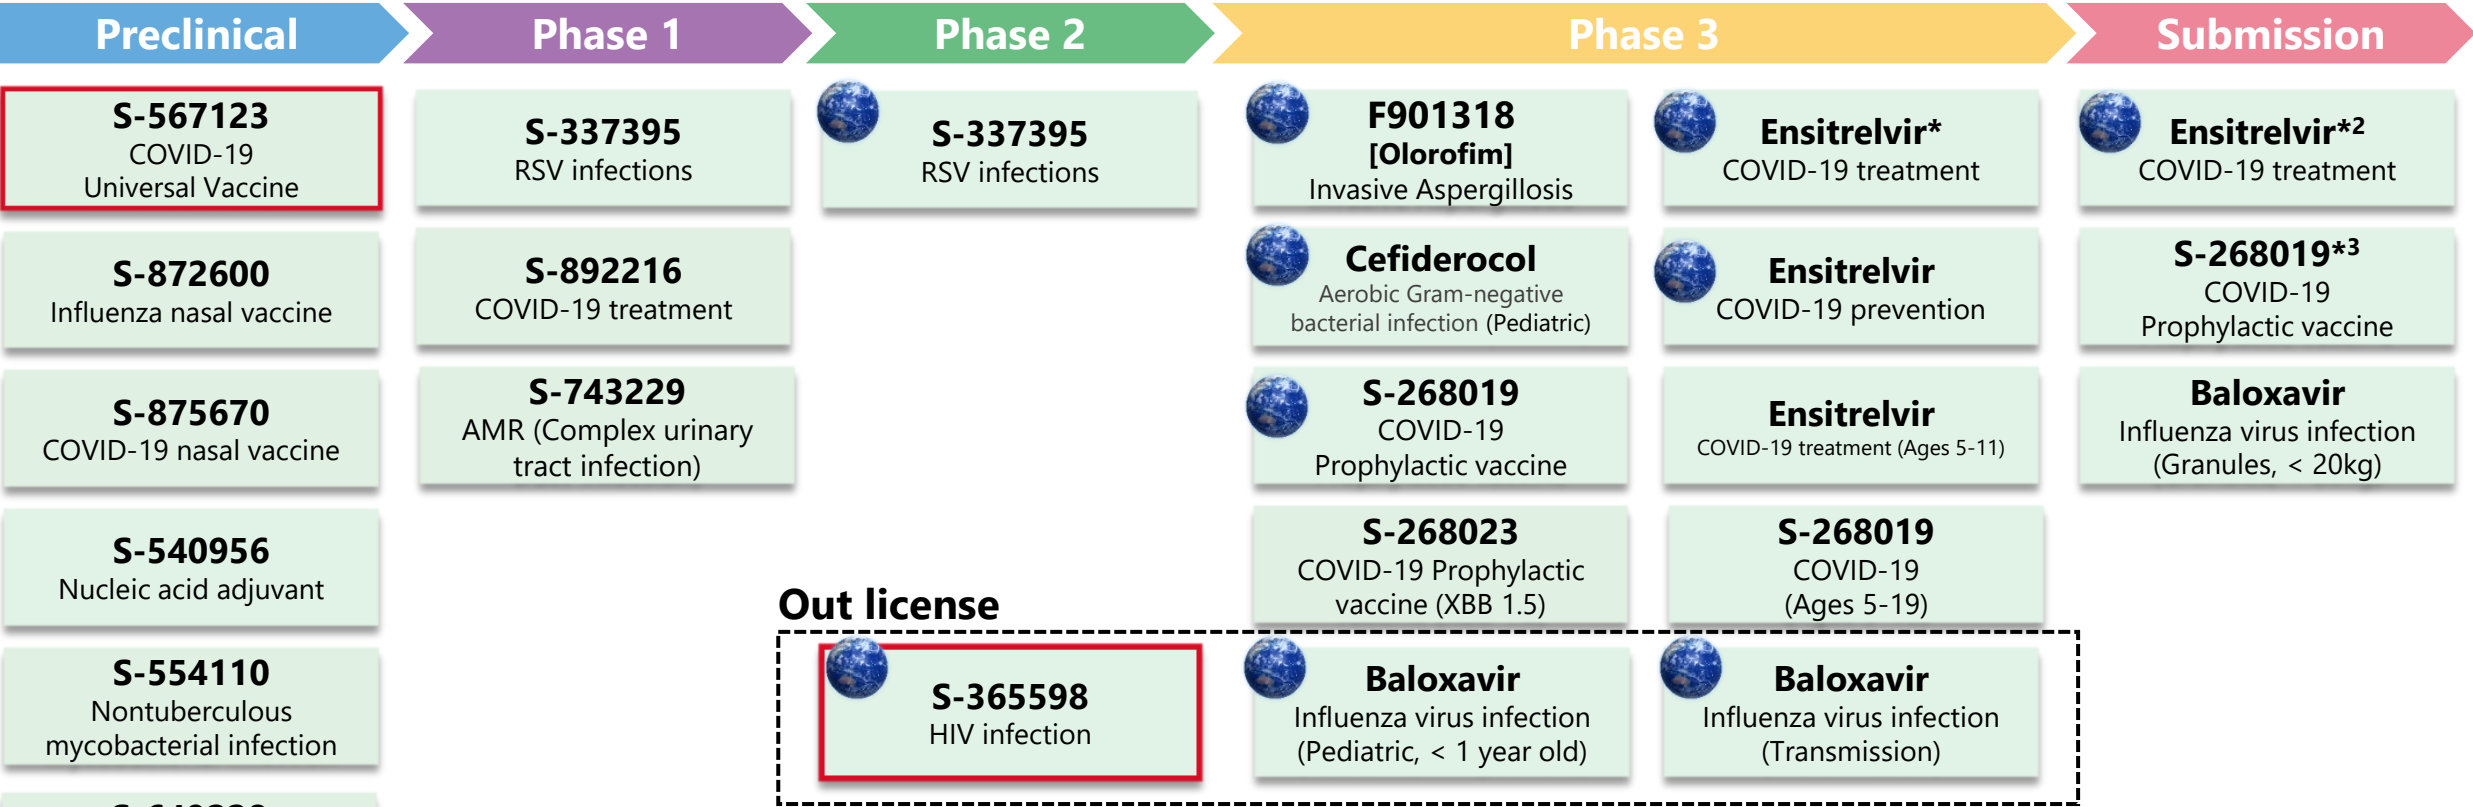 Preclinical
Phase 1
Phase 2
Phase 3
Submission
S-567123
COVID-19
Universal Vaccine
S-872600
Influenza nasal vaccine
S-875670
COVID-19 nasal vaccine
S-540956
Nucleic acid adjuvant
S-554110
Nontuberculous
mycobacterial infection
S-337395
RSV infections
S-892216
COVID-19 treatment
S-743229
AMR (Complex urinary
tract infection)
S-337395
RSV infections
F901318
[Olorofim]
Invasive Aspergillosis
Cefiderocol
Aerobic Gram-negative
bacterial infection (Pediatric)
S-268019
COVID-19
Prophylactic vaccine
S-268023
COVID-19 Prophylactic
vaccine (XBB 1.5)
Ensitrelvir*
COVID-19 treatment
Ensitrelvir
COVID-19 prevention
Ensitrelvir
COVID-19 treatment (Ages 5-11)
S-268019
COVID-19
(Ages 5-19)
Ensitrelvir*2
COVID-19 treatment
S-268019*3
COVID-19
Prophylactic vaccine
Baloxavir
Influenza virus infection
(Granules, < 20kg)
Out license
S-365598
HIV infection
Baloxavir
Influenza virus infection
(Pediatric, < 1 year old)
Baloxavir
Influenza virus infection
(Transmission)